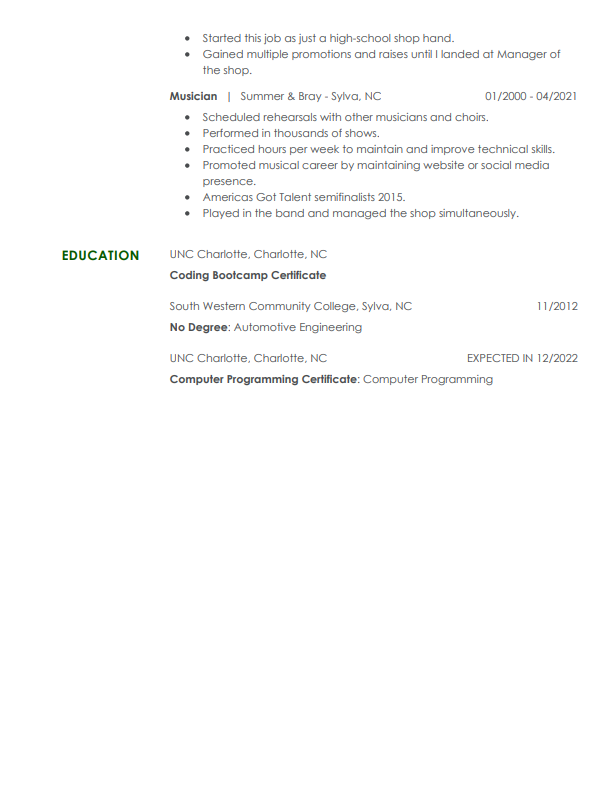 • Started this job as just a high-school shop hand.
• Gained multiple promotions and raises until I landed at Manager of
the shop.
Musician | Summer & Bray - Sylva, NC 01/2000 - 04/2021
• Scheduled rehearsals with other musicians and choirs.
• Performed in thousands of shows.
• Practiced hours per week to maintain and improve technical skills.
• Promoted musical career by maintaining website or social media
presence.
• Americas Got Talent semifinalists 2015.
• Played in the band and managed the shop simultaneously.
EDUCATION UNC Charlotte, Charlotte, NC
Coding Bootcamp Certificate
South Western Community College, Sylva, NC 11/2012
No Degree: Automotive Engineering
UNC Charlotte, Charlotte, NC EXPECTED IN 12/2022
Computer Programming Certificate: Computer Programming